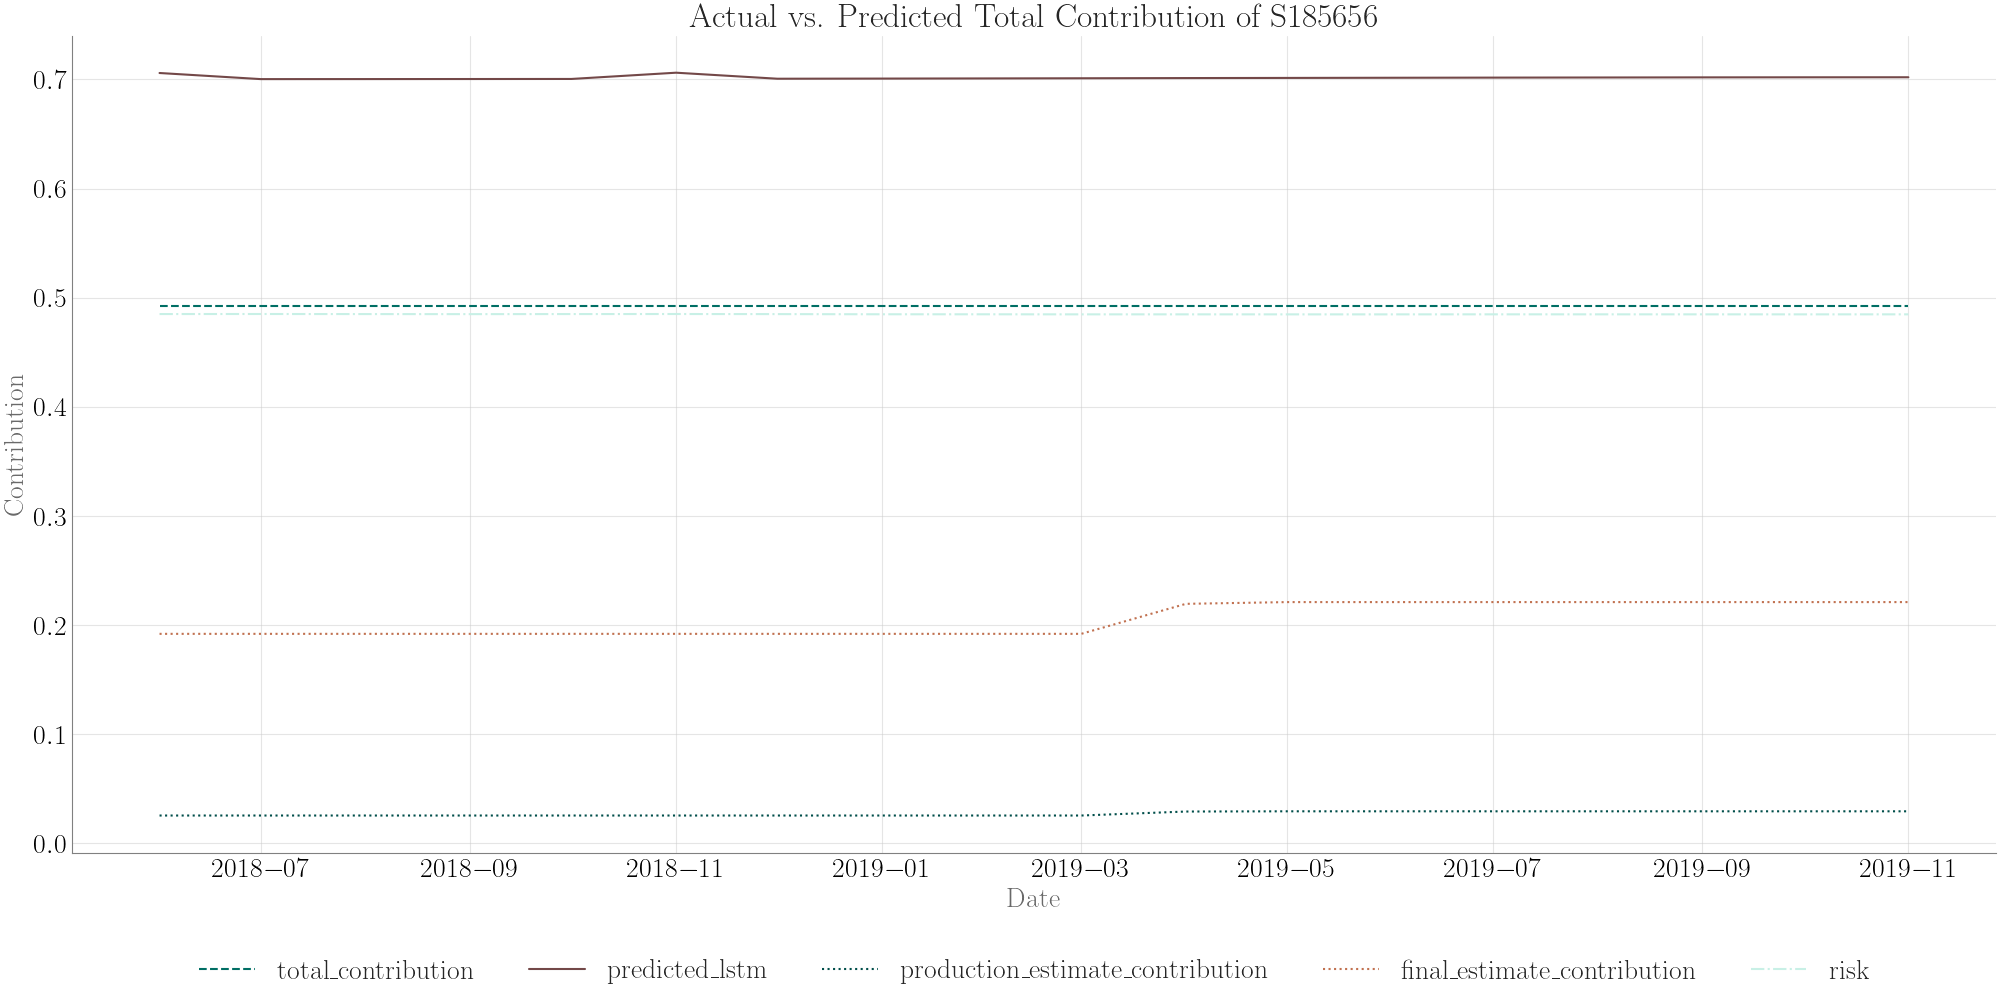 Actual vs. Predicted Total Contribution of S185656
0.7
0.6
0.5
0.4
0.3
0.2
0.1
0.0
Contribution
2018–07 2018–09 2018–11 2019–01 2019–03 2019–05 2019–07 2019–09 2019–11
Date
total_contribution predicted_lstm production_estimate_contribution final_estimate_contribution risk